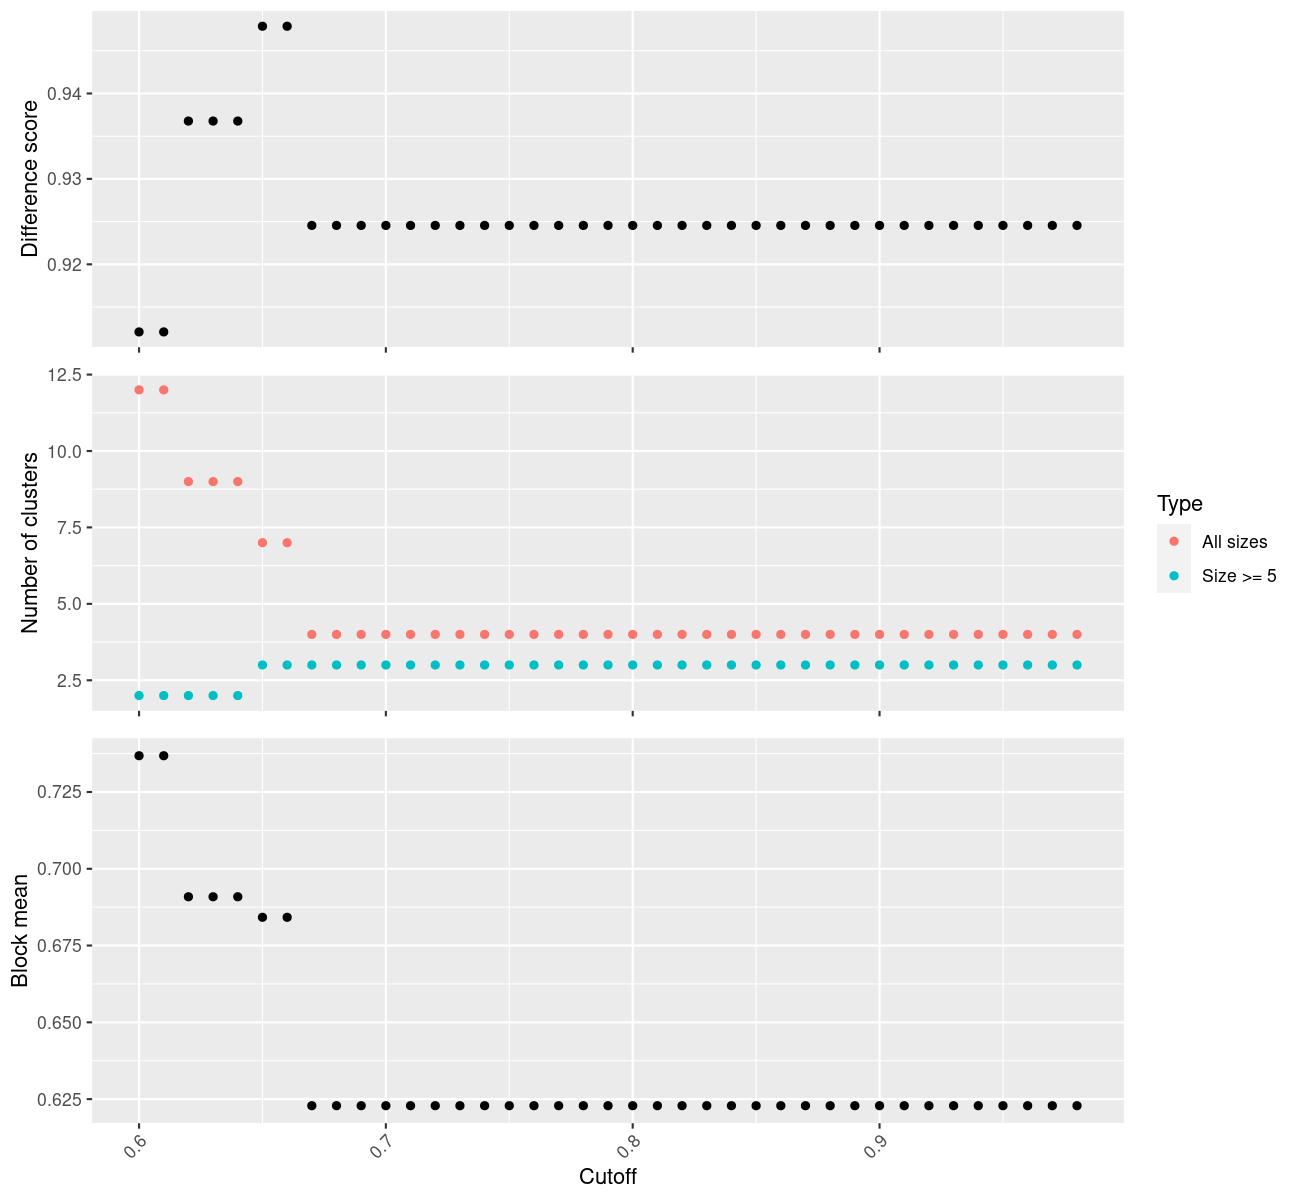 Difference score
0.94
0.93
0.92
Number of clusters
12.5
10.0
7.5
5.0
2.5
Type
All sizes
Size >= 5
Block mean
0.725
0.700
0.675
0.650
0.625
0.6 0.7 0.8 0.9
Cutoff